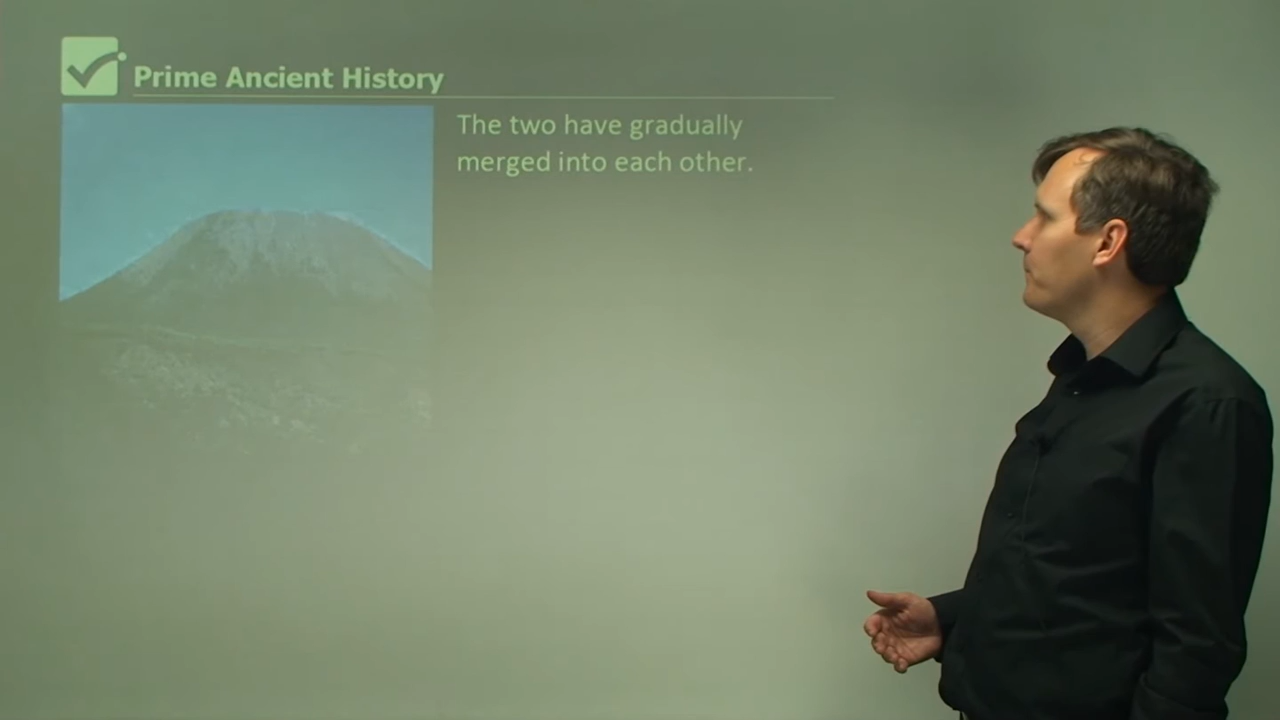 Prime Ancient History
The two have gradually
merged into each other.